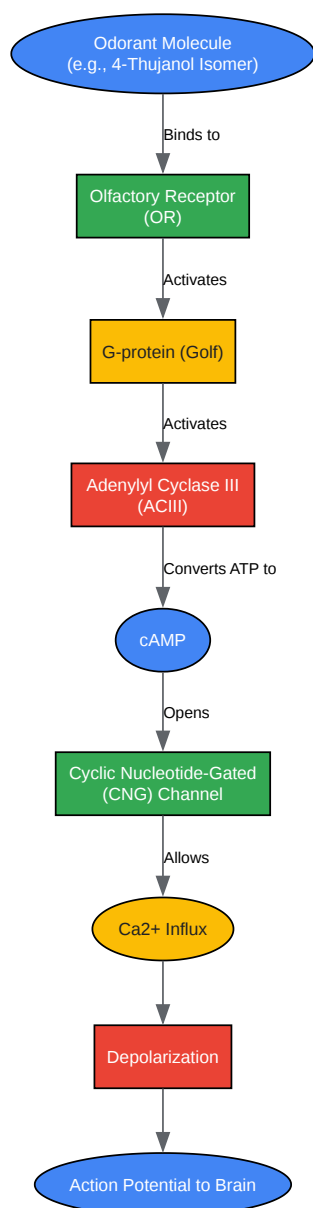 Odorant Molecule
(e.g., 4-Thujanol Isomer)
Binds to
Olfactory Receptor
(OR)
Activates
G-protein (Golf)
Activates
Adenylyl Cyclase III
(ACIII)
Converts ATP to
cAMP
Opens
Cyclic Nucleotide-Gated
(CNG) Channel
Allows
Ca2+ Influx
Depolarization
Action Potential to Brain